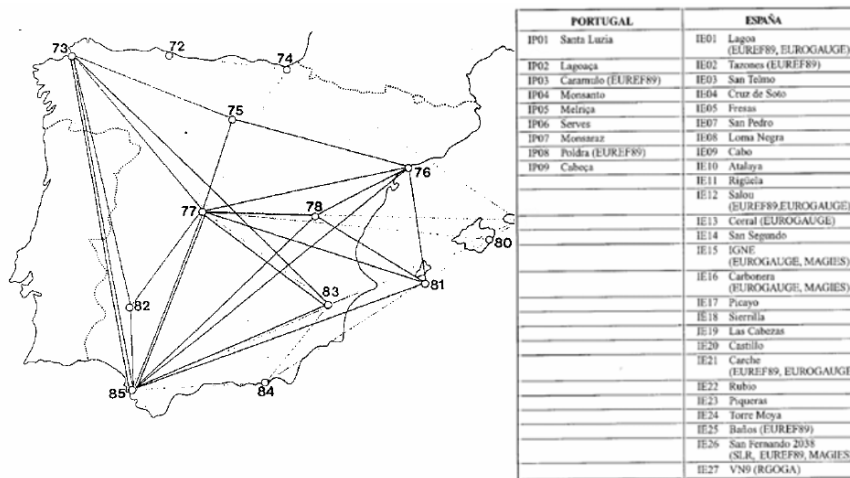 73
72
74
75
76
77
78
80
81
82
83
84
85
PORTUGAL ESPAÑA
IP01 Santa Luzia IE01 Lagoa
(EUREF89, EUROGAUGE)
IP02 Lagoaça IE02 Tazones (EUREF89)
IP03 Caramulo (EUREF89) IE03 San Telmo
IP04 Monsanto IE04 Cruz de Soto
IP05 Melriça IE05 Fresas
IP06 Serves IE07 San Pedro
IP07 Monsaraz IE08 Loma Negra
IP08 Poldra (EUREF89) IE09 Cabo
IP09 Cabeça IE10 Atalaya
IE11 Rigüela
IE12 Salou
(EUREF89,EUROGAUGE)
IE13 Corral (EUROGAUGE)
IE14 San Segundo
IE15 IGNE
(EUROGAUGE, MAGIES)
IE16 Carbonera
(EUROGAUGE, MAGIES)
IE17 Picayo
IE18 Sierrilla
IE19 Las Cabezas
IE20 Castillo
IE21 Carche
(EUREF89, EUROGAUGE
IE22 Rubio
IE23 Piqueras
IE24 Torre Moya
IE25 Baños (EUREF89)
IE26 San Fernando 2038
(SLR, EUREF89, MAGIES
IE27 VN9 (RGOGA)